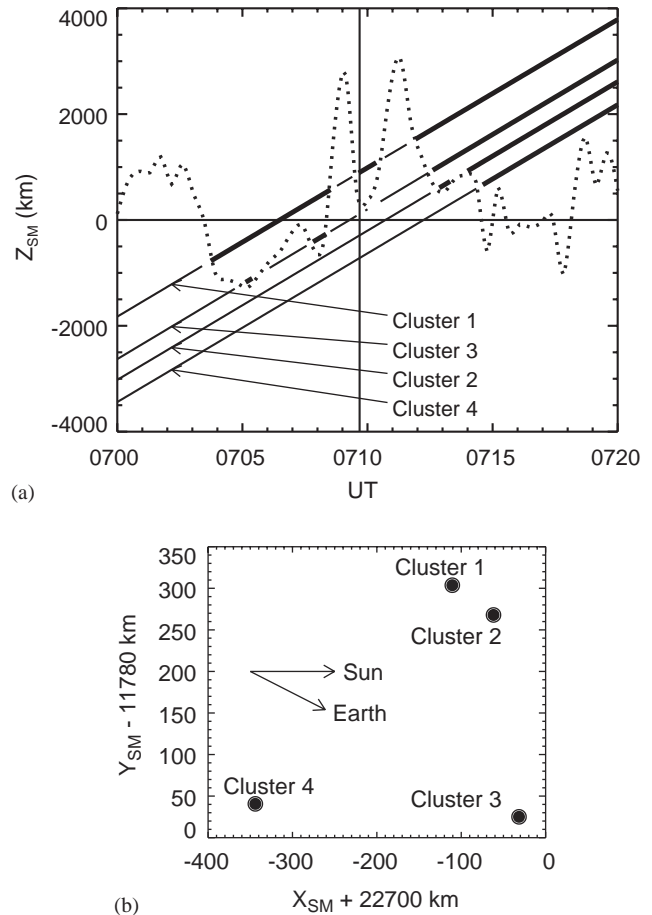 4000
2000
0
-2000
-4000
Z_SM (km)
Cluster 1
Cluster 3
Cluster 2
Cluster 4
0700 0705 0710 0715 0720
UT
(a)
350
300
250
200
150
100
50
0
Y_SM - 11780 km
Cluster 1
Cluster 2
Sun
Earth
Cluster 4
Cluster 3
-400 -300 -200 -100 0
X_SM + 22700 km
(b)